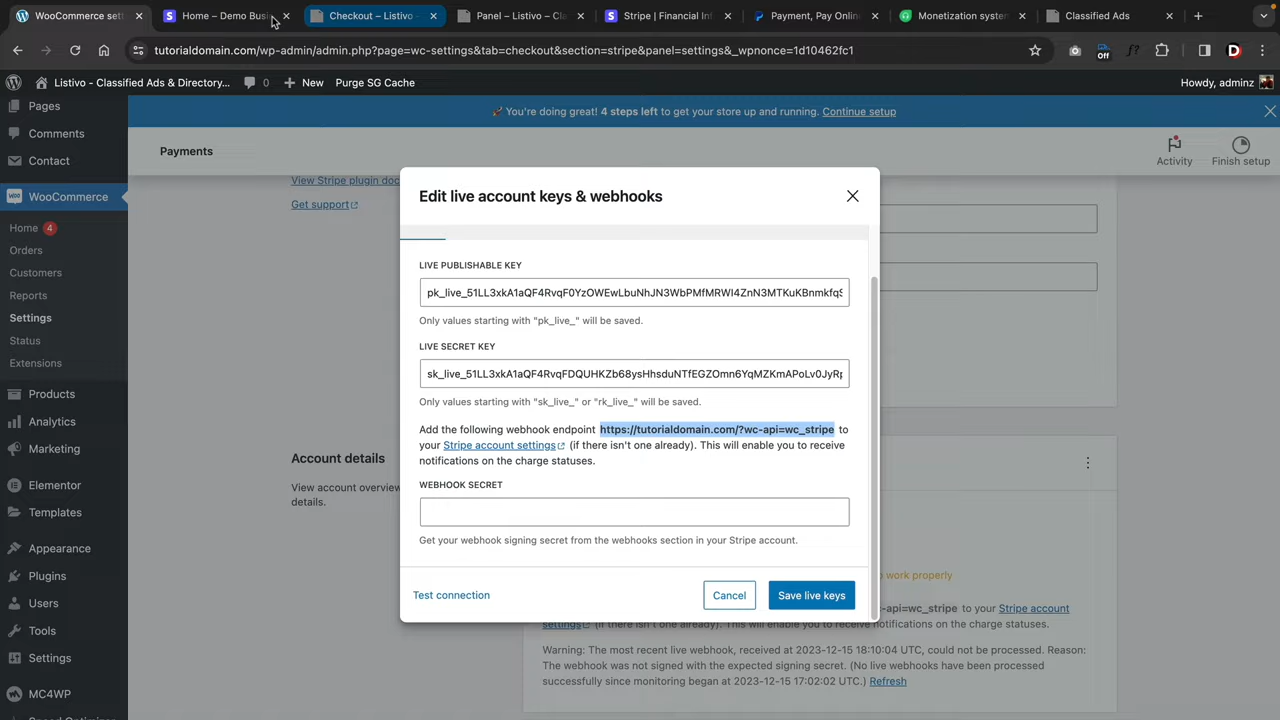 WooCommerce set
Home – Demo Busi
Checkout – Listivo –
Panel – Listivo – Clas
Stripe | Financial Inf
Payment, Pay Online
Monetization system
Classified Ads
tutorialdomain.com/wp-admin/admin.php?page=wc-settings&tab=checkout&section=stripe&panel=settings&_wpnonce=1d10462fc1
Off
f?
D
Listivo - Classified Ads & Directory...
0
New
Purge SG Cache
Howdy, adminz
Pages
Comments
Contact
WooCommerce
Home 4
Orders
Customers
Reports
Settings
Status
Extensions
Products
Analytics
Marketing
Elementor
Templates
Appearance
Plugins
Users
Tools
Settings
MC4WP
🚀 You're doing great! 4 steps left to get your store up and running. Continue setup
Payments
Activity
Finish setup
View Stripe plugin doc
Get support
Account details
View account overview
details.
Edit live account keys & webhooks
LIVE PUBLISHABLE KEY
Only values starting with "pk_live_" will be saved.
LIVE SECRET KEY
Only values starting with "sk_live_" or "rk_live_" will be saved.
Add the following webhook endpoint https://tutorialdomain.com/?wc-api=wc_stripe to
your Stripe account settings (if there isn't one already). This will enable you to receive
notifications on the charge statuses.
WEBHOOK SECRET
Get your webhook signing secret from the webhooks section in your Stripe account.
Test connection
Cancel
Save live keys
work properly
-api=wc_stripe to your Stripe account
settings (if there isn't one already). This will enable you to receive notifications on the charge statuses.
Warning: The most recent live webhook, received at 2023-12-15 18:10:04 UTC, could not be processed. Reason:
The webhook was not signed with the expected signing secret. (No live webhooks have been processed
successfully since monitoring began at 2023-12-15 17:02:02 UTC.) Refresh